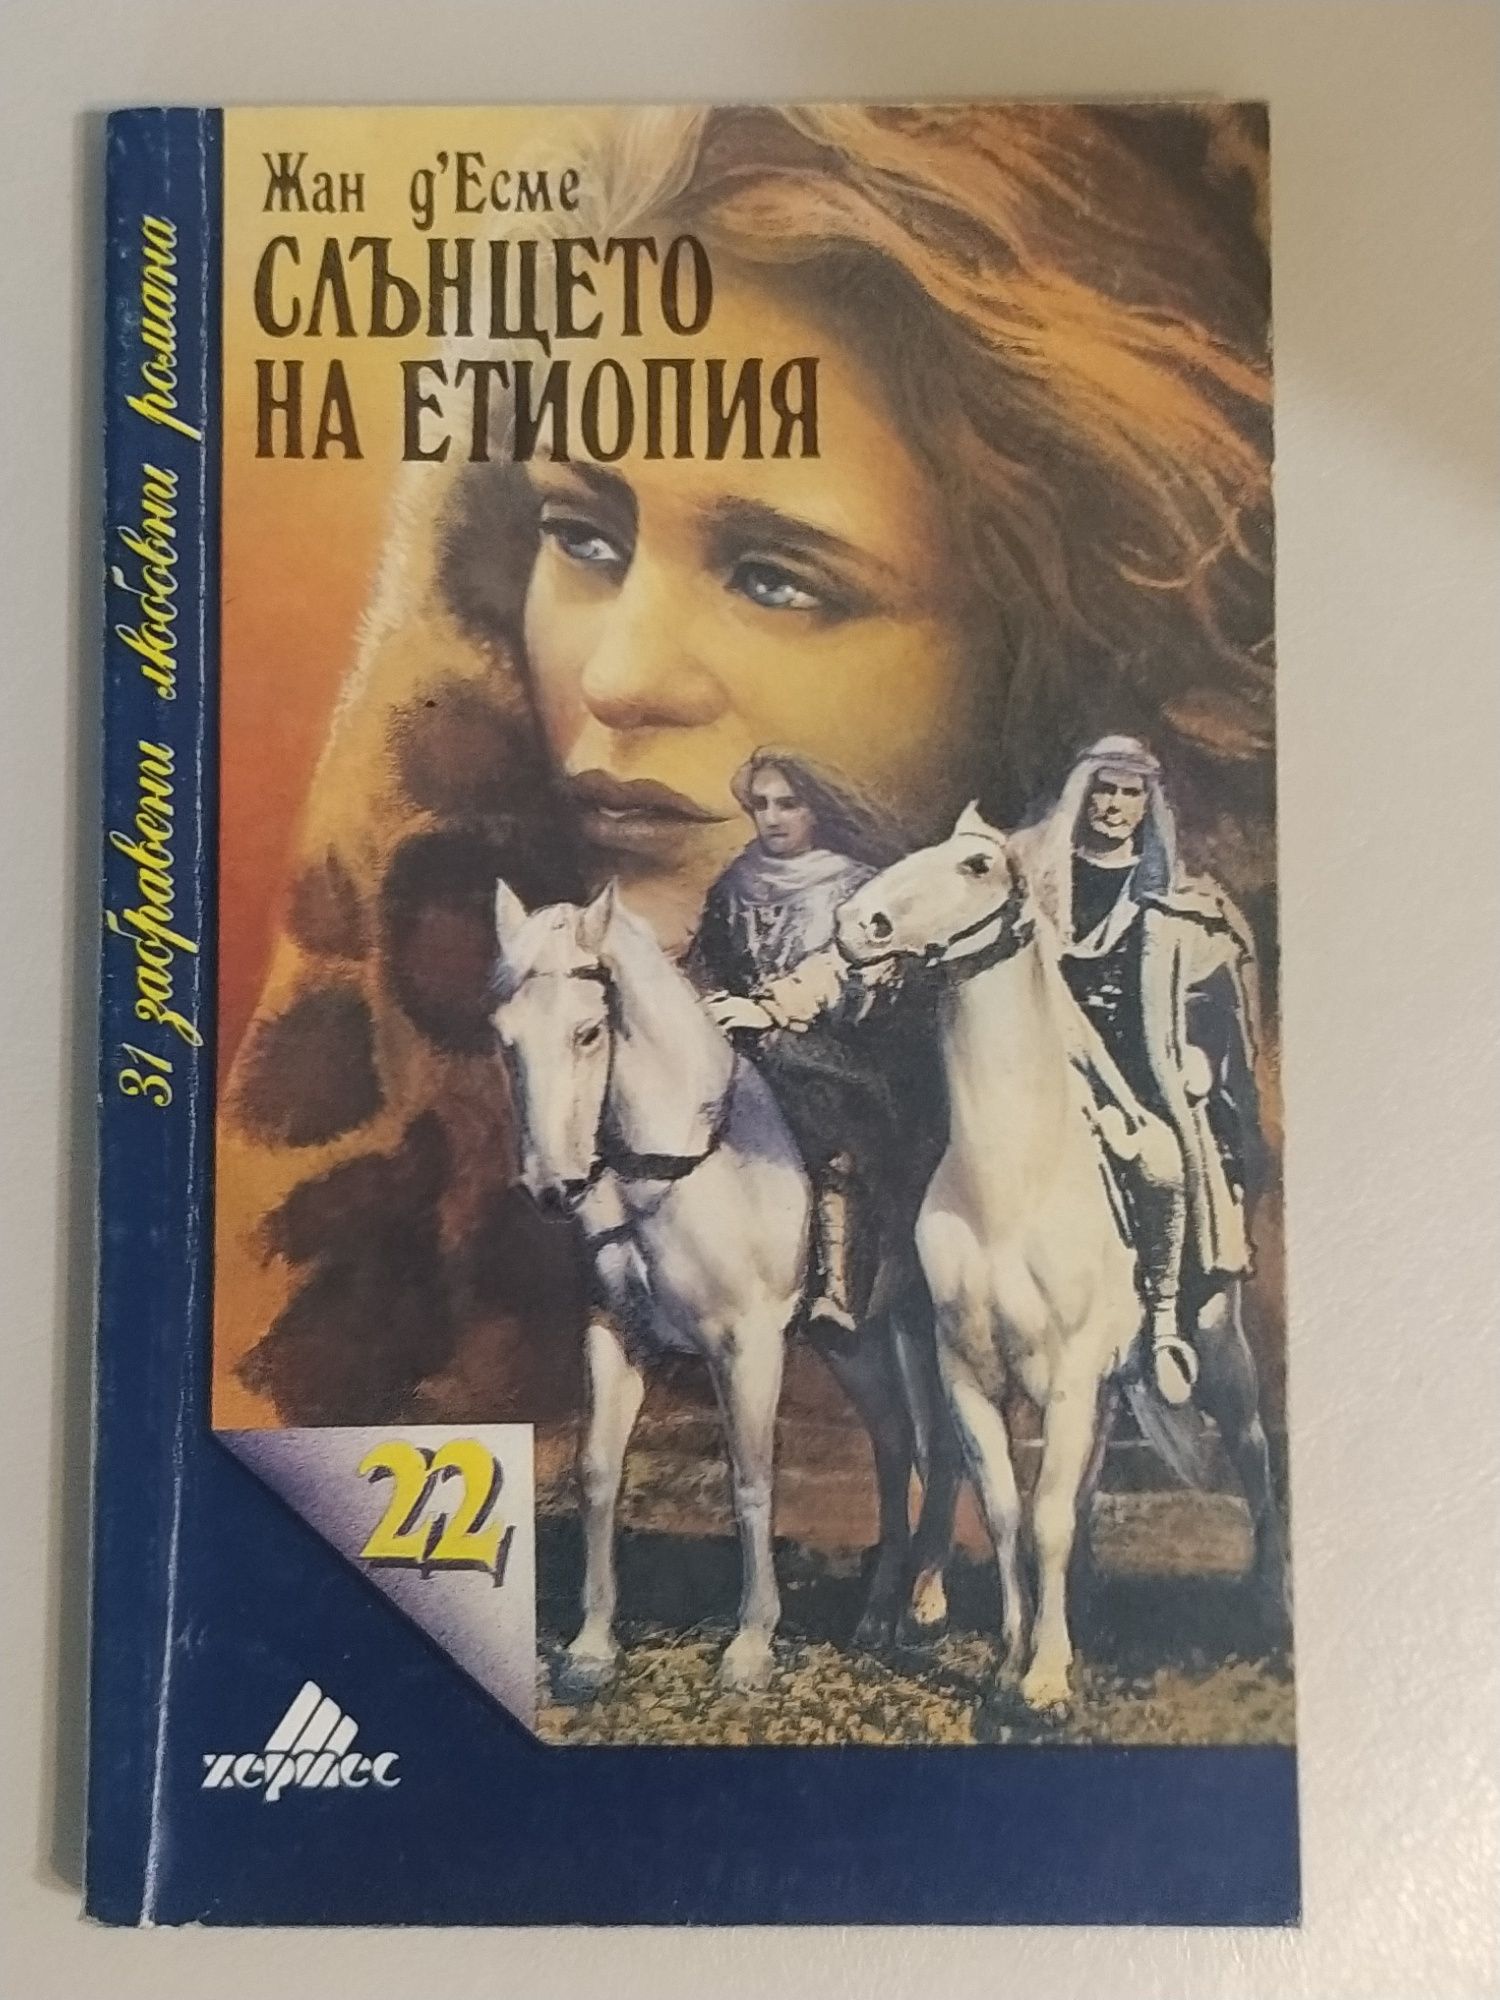 Жан д'Есме
СЛЪНЦЕТО
НА ЕТИОПИЯ
31 забравени любовни романа
22
хермес